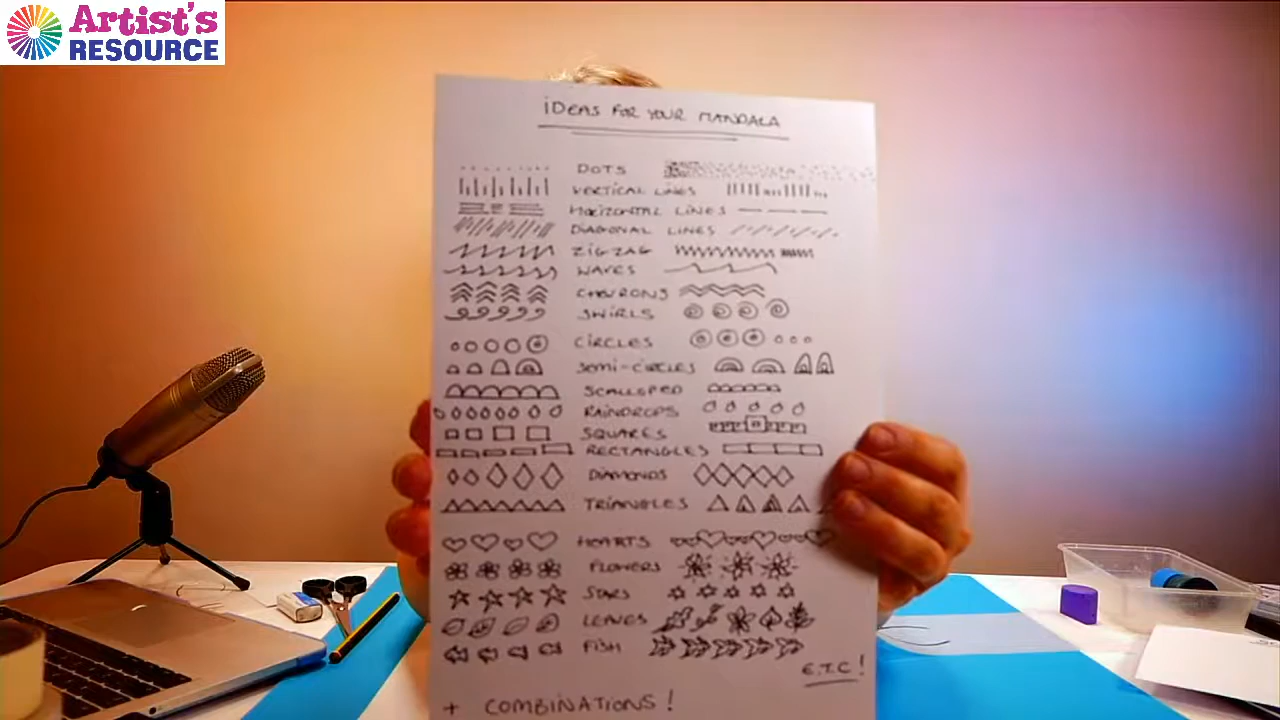 Artist's
RESOURCE
iDEAS FOR YOUR MANDALA
DOTS
VERTICAL LINES
HORIZONTAL LINES
DIAGONAL LINES
ZIGZAG
WAVES
CHEVRONS
SWIRLS
CIRCLES
SEMI-CIRCLES
SCALLOPED
RAINDROPS
SQUARES
RECTANGLES
DIAMONDS
TRIANGLES
HEARTS
FLOWERS
STARS
LEAVES
FISH
E.T.C!
+ COMBINATIONS!